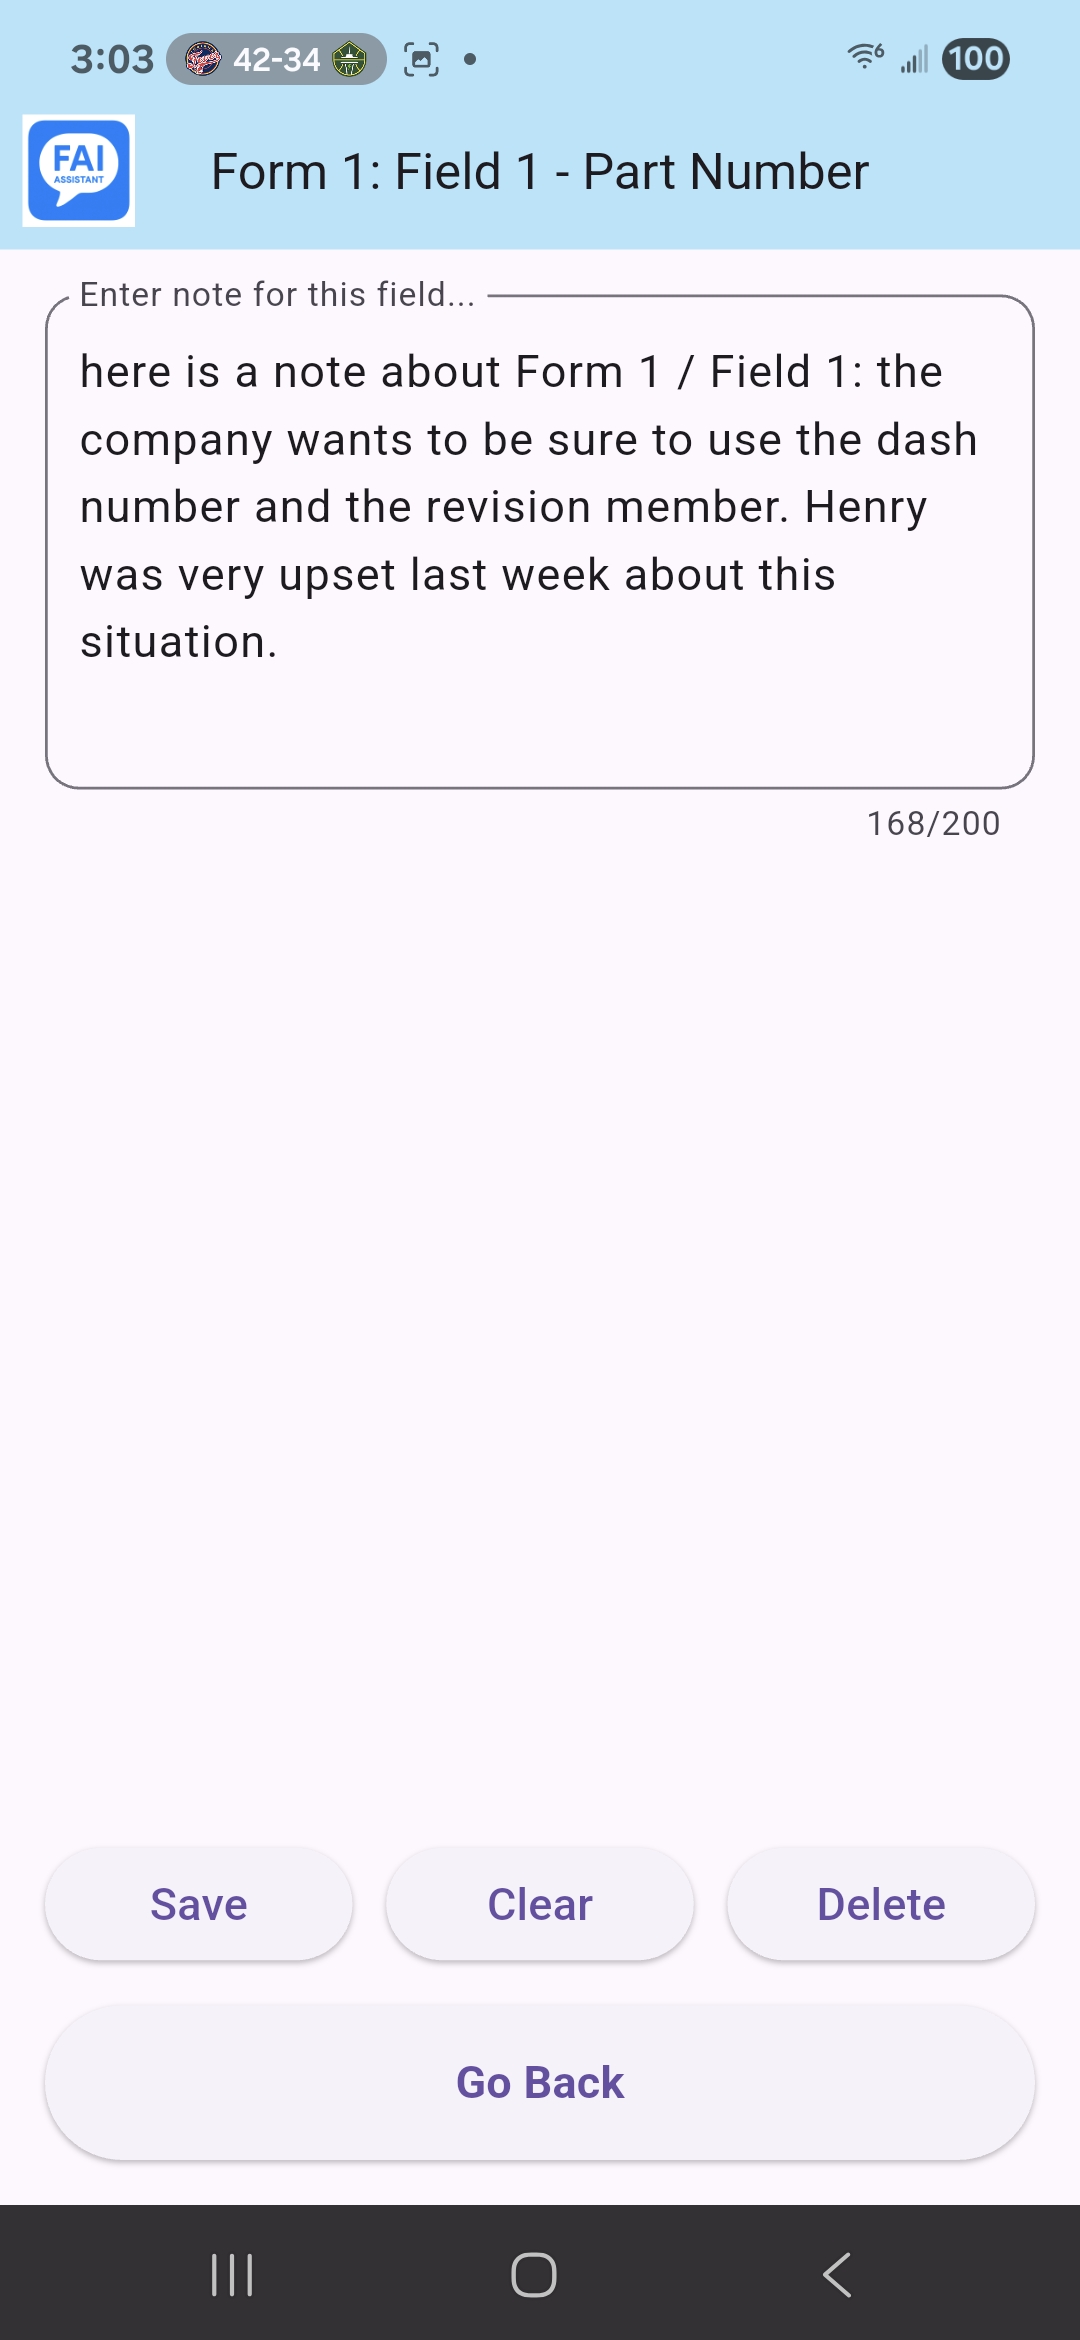 3:03 42-34 6 100
FAI
ASSISTANT
Form 1: Field 1 - Part Number
Enter note for this field...
here is a note about Form 1 / Field 1: the
company wants to be sure to use the dash
number and the revision member. Henry
was very upset last week about this
situation.
168/200
Save Clear Delete
Go Back